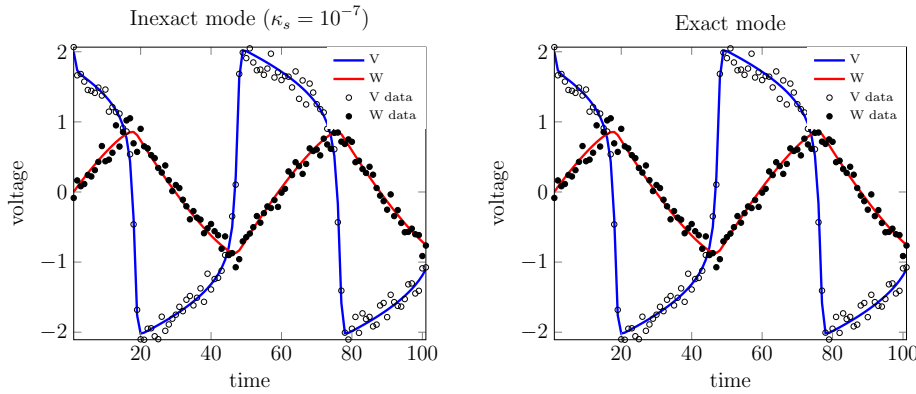 Inexact mode (κₛ = 10⁻⁷)
2
1
0
−1
−2
voltage
20 40 60 80 100
time
V
W
V data
W data
Exact mode
2
1
0
−1
−2
voltage
20 40 60 80 100
time
V
W
V data
W data